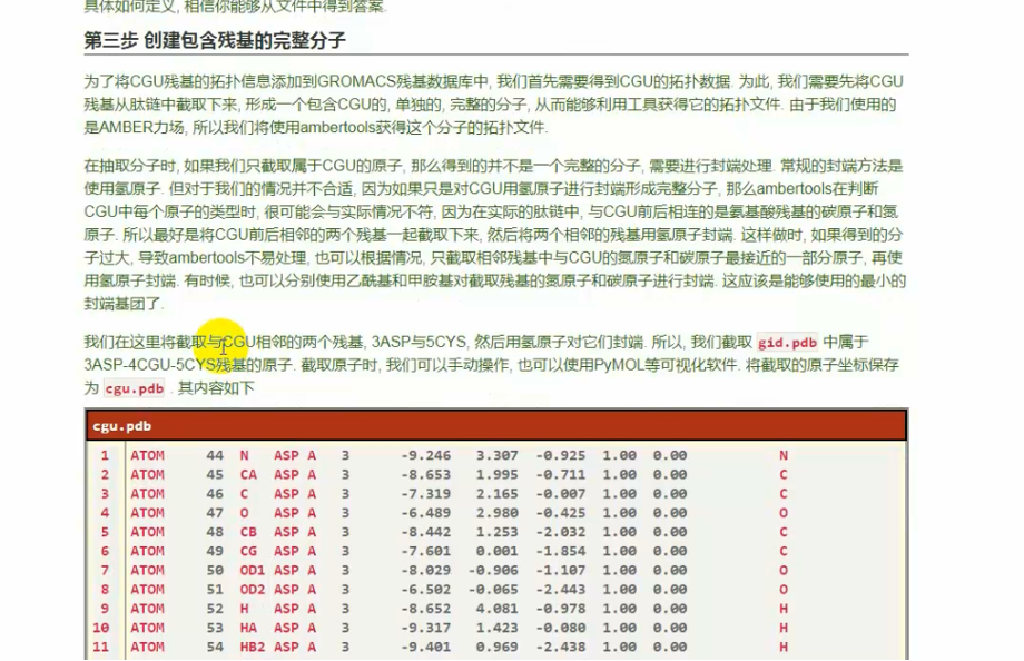 具体如何定义, 相信你能够从文件中得到答案.
第三步 创建包含残基的完整分子
为了将CGU残基的拓扑信息添加到GROMACS残基数据库中, 我们首先需要得到CGU的拓扑数据. 为此, 我们需要先将CGU
残基从肽链中截取下来, 形成一个包含CGU的, 单独的, 完整的分子, 从而能够利用工具获得它的拓扑文件. 由于我们使用的
是AMBER力场, 所以我们将使用ambertools获得这个分子的拓扑文件.
在抽取分子时, 如果我们只截取属于CGU的原子, 那么得到的并不是一个完整的分子, 需要进行封端处理. 常规的封端方法是
使用氢原子. 但对于我们的情况并不合适, 因为如果只是对CGU用氢原子进行封端形成完整分子, 那么ambertools在判断
CGU中每个原子的类型时, 很可能会与实际情况不符, 因为在实际的肽链中, 与CGU前后相连的是氨基酸残基的碳原子和氮
原子. 所以最好是将CGU前后相邻的两个残基一起截取下来, 然后将两个相邻的残基用氢原子封端. 这样做时, 如果得到的分
子过大, 导致ambertools不易处理, 也可以根据情况, 只截取相邻残基中与CGU的氮原子和碳原子最接近的一部分原子, 再使
用氢原子封端. 有时候, 也可以分别使用乙酰基和甲胺基对截取残基的氮原子和碳原子进行封端. 这应该是能够使用的最小的
封端基团了.
我们在这里将截取与CGU相邻的两个残基, 3ASP与5CYS, 然后用氢原子对它们封端. 所以, 我们截取 gid.pdb 中属于
3ASP-4CGU-5CYS残基的原子. 截取原子时, 我们可以手动操作, 也可以使用PyMOL等可视化软件. 将截取的原子坐标保存
为 cgu.pdb . 其内容如下
cgu.pdb
1 ATOM 44 N ASP A 3 -9.246 3.307 -0.925 1.00 0.00 N
2 ATOM 45 CA ASP A 3 -8.653 1.995 -0.711 1.00 0.00 C
3 ATOM 46 C ASP A 3 -7.319 2.165 -0.007 1.00 0.00 C
4 ATOM 47 O ASP A 3 -6.489 2.980 -0.425 1.00 0.00 O
5 ATOM 48 CB ASP A 3 -8.442 1.253 -2.032 1.00 0.00 C
6 ATOM 49 CG ASP A 3 -7.601 0.001 -1.854 1.00 0.00 C
7 ATOM 50 OD1 ASP A 3 -8.029 -0.906 -1.107 1.00 0.00 O
8 ATOM 51 OD2 ASP A 3 -6.502 -0.065 -2.443 1.00 0.00 O
9 ATOM 52 H ASP A 3 -8.652 4.081 -0.978 1.00 0.00 H
10 ATOM 53 HA ASP A 3 -9.317 1.423 -0.080 1.00 0.00 H
11 ATOM 54 HB2 ASP A 3 -9.401 0.969 -2.438 1.00 0.00 H